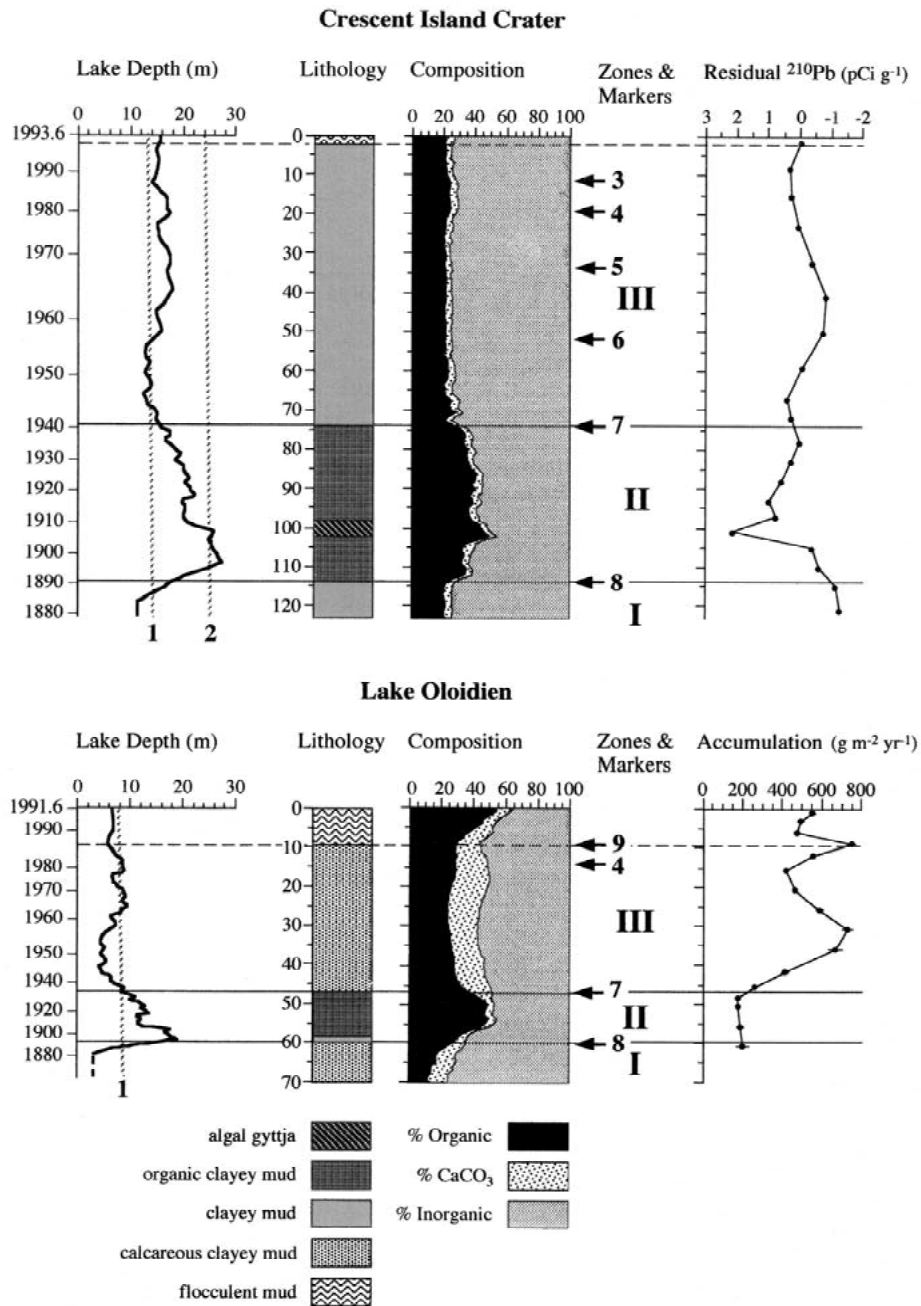 Crescent Island Crater
Lake Depth (m) Lithology Composition Zones & Markers Residual ²¹⁰Pb (pCi g⁻¹)
1993.6 0 10 20 30 0 0 20 40 60 80 100 3 2 1 0 -1 -2
1990 10 3
1980 20 4
1970 30 5
40 III
1960 50 6
1950 60
70
1940 7
80
1930
1920 90 II
1910 100
1900 110
1890 8
1880 120 I
1 2
Lake Oloidien
Lake Depth (m) Lithology Composition Zones & Markers Accumulation (g m⁻² yr⁻¹)
1991.6 0 10 20 30 0 0 20 40 60 80 100 0 200 400 600 800
1990 10 9
1980 4
1970 20
1960 30 III
1950 40
1940 7
1920 50 II
1900 60 8
1880 I
1 70
algal gyttja % Organic
organic clayey mud % CaCO₃
clayey mud % Inorganic
calcareous clayey mud
flocculent mud